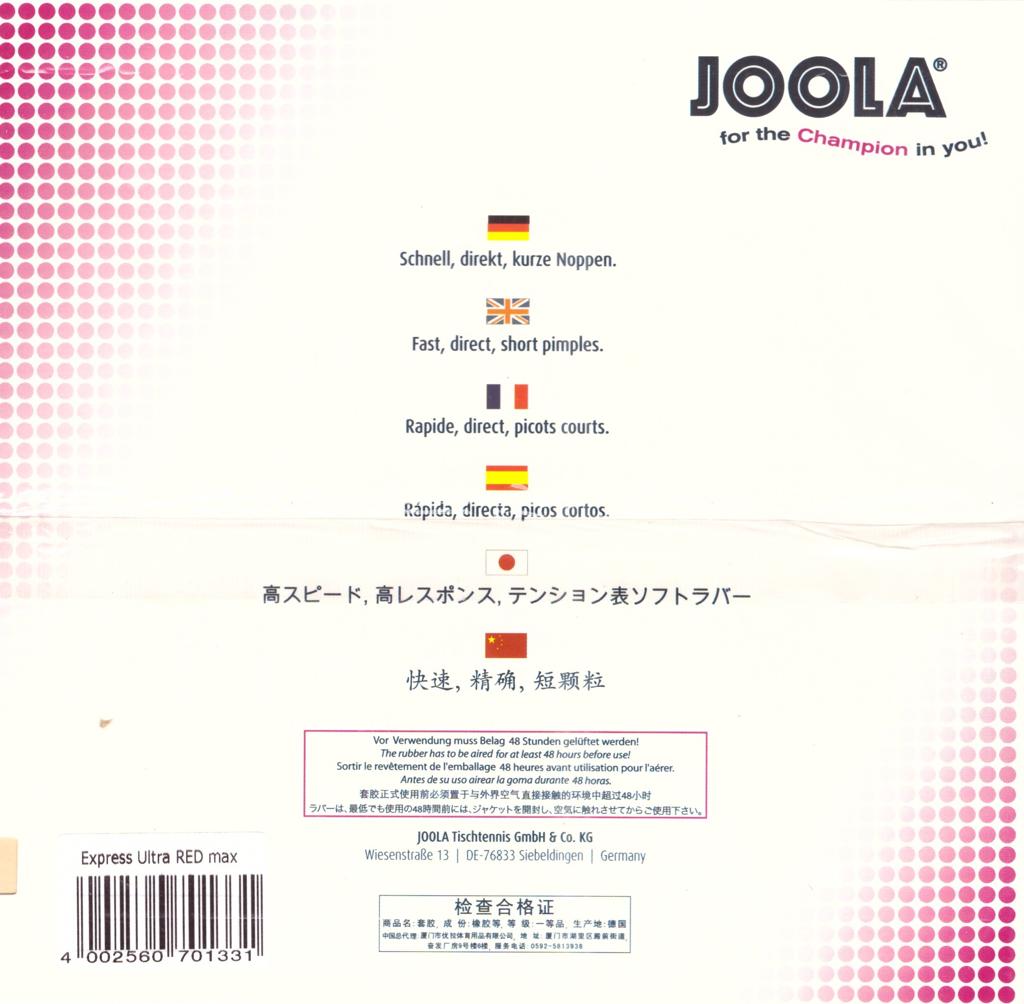 JOOLA®
for the Champion in you!
Schnell, direkt, kurze Noppen.
Fast, direct, short pimples.
Rapide, direct, picots courts.
Rápida, directa, picos cortos.
高スピード, 高レスポンス, テンション表ソフトラバー
快速, 精确, 短颗粒
Vor Verwendung muss Belag 48 Stunden gelüftet werden!
The rubber has to be aired for at least 48 hours before use!
Sortir le revêtement de l'emballage 48 heures avant utilisation pour l'aérer.
Antes de su uso airear la goma durante 48 horas.
套胶正式使用前必须置于与外界空气直接接触的环境中超过48小时
ラバーは、最低でも使用の48時間前には、ジャケットを開封し、空気に触れさせてからご使用下さい。
JOOLA Tischtennis GmbH & Co. KG
Wiesenstraße 13 | DE-76833 Siebeldingen | Germany
Express Ultra RED max
4 002560 701331
检查合格证
商品名:套胶, 成 份:橡胶等, 等 级:一等品, 生产地:德国
中国总代理: 厦门市优拉体育用品有限公司, 地 址: 厦门市湖里区殿前街道,
音发厂房9号楼6楼, 服务电话:0592-5813938